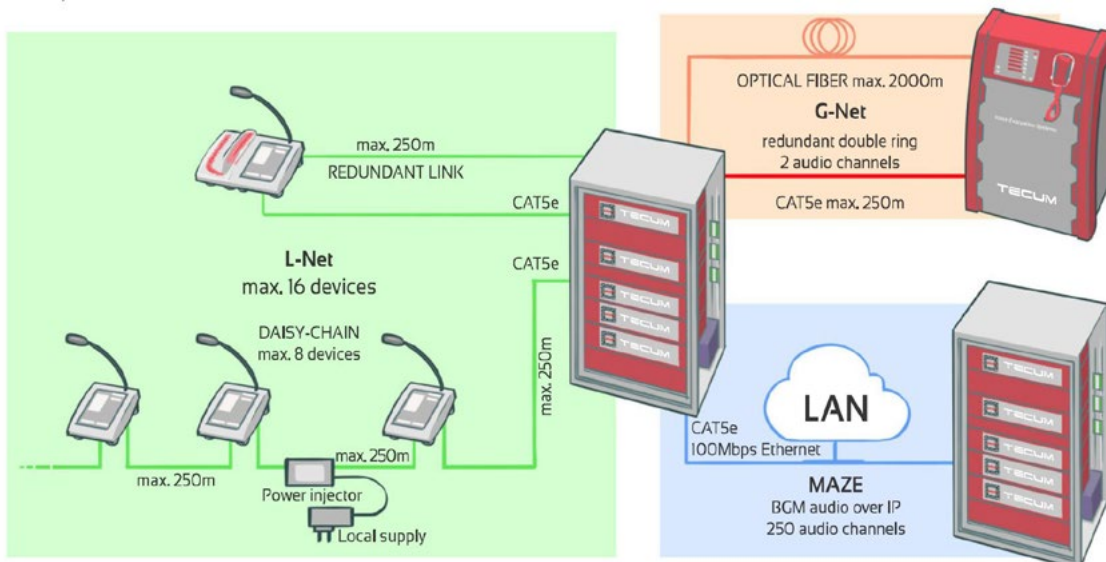 max. 250m
REDUNDANT LINK
CAT5e
CAT5e
L-Net
max. 16 devices
DAISY-CHAIN
max. 8 devices
max. 250m
max. 250m
max. 250m
Power injector
Local supply
OPTICAL FIBER max. 2000m
G-Net
redundant double ring
2 audio channels
CAT5e max. 250m
TECUM
TECUM
TECUM
TECUM
TECUM
TECUM
LAN
CAT5e
100Mbps Ethernet
MAZE
BGM audio over IP
250 audio channels
TECUM
TECUM
TECUM
TECUM
TECUM